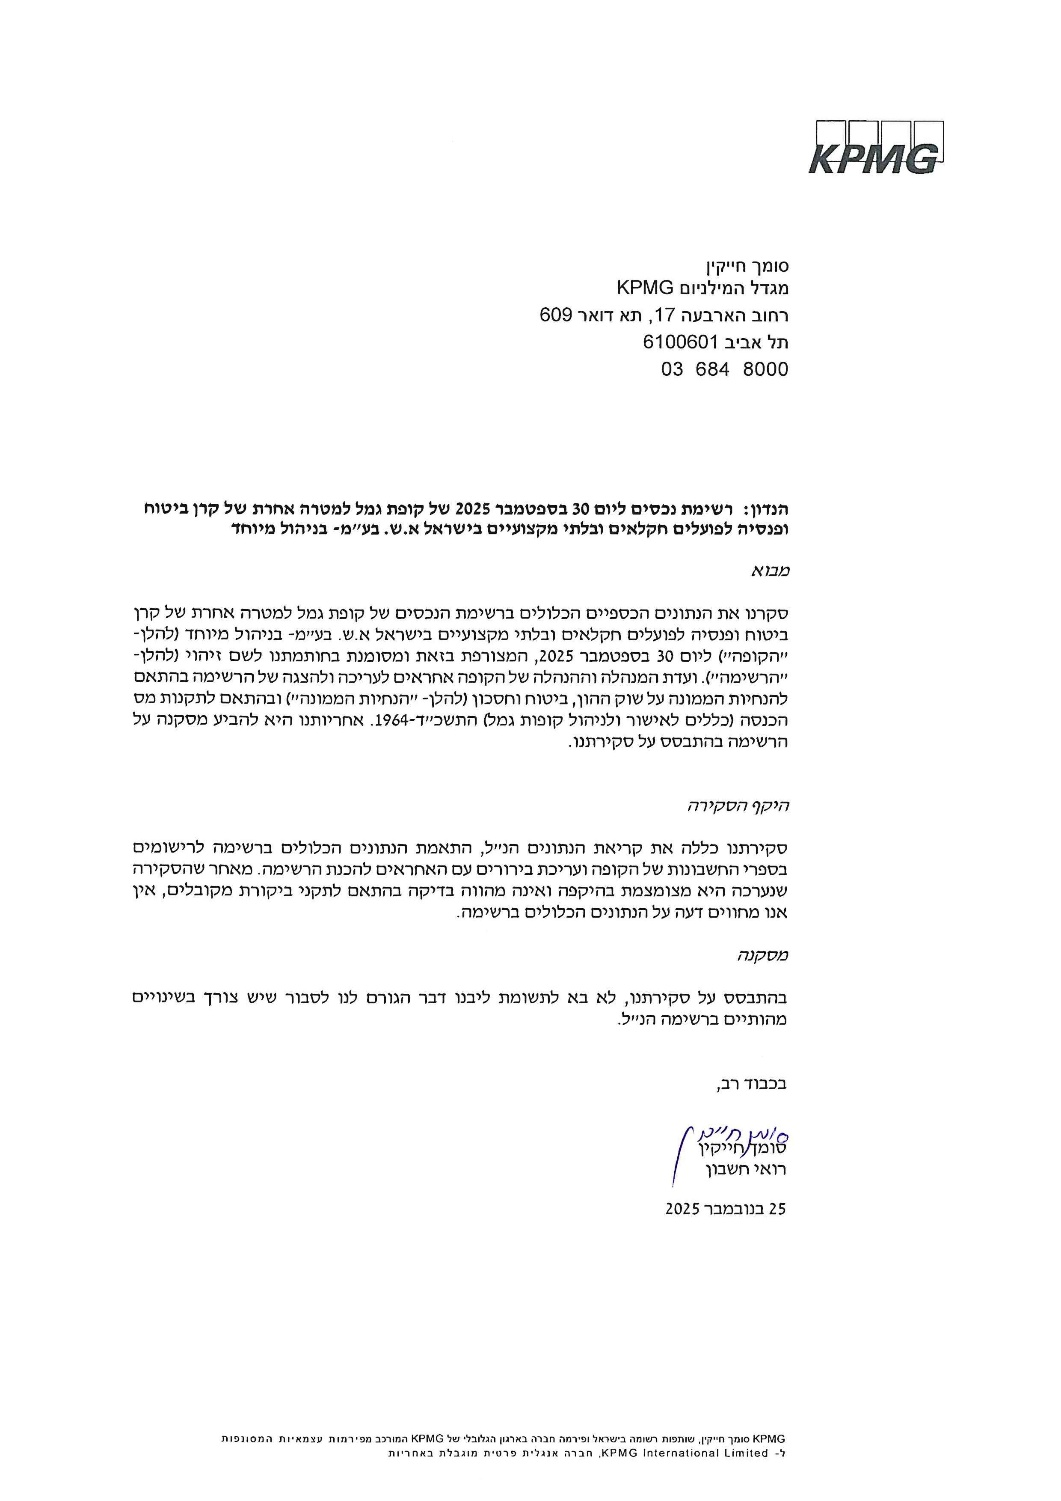 KPMG
סומך חייקין
מגדל המילניום KPMG
רחוב הארבעה 17, תא דואר 609
תל אביב 6100601
03 684 8000
הנדון: רשימת נכסים ליום 30 בספטמבר 2025 של קופת גמל למטרה אחרת של קרן ביטוח
ופנסיה לפועלים חקלאים ובלתי מקצועיים בישראל א.ש. בע״מ- בניהול מיוחד
מבוא
סקרנו את הנתונים הכספיים הכלולים ברשימת הנכסים של קופת גמל למטרה אחרת של קרן
ביטוח ופנסיה לפועלים חקלאים ובלתי מקצועיים בישראל א.ש. בע״מ- בניהול מיוחד (להלן-
״הקופה״) ליום 30 בספטמבר 2025, המצורפת בזאת ומסומנת בחותמתנו לשם זיהוי (להלן-
״הרשימה״). ועדת המנהלה וההנהלה של הקופה אחראים לעריכה ולהצגה של הרשימה בהתאם
להנחיות הממונה על שוק ההון, ביטוח וחסכון (להלן- ״הנחיות הממונה״) ובהתאם לתקנות מס
הכנסה (כללים לאישור ולניהול קופות גמל) התשכ״ד-1964. אחריותנו היא להביע מסקנה על
הרשימה בהתבסס על סקירתנו.
היקף הסקירה
סקירתנו כללה את קריאת הנתונים הנ״ל, התאמת הנתונים הכלולים ברשימה לרישומים
בספרי החשבונות של הקופה ועריכת בירורים עם האחראים להכנת הרשימה. מאחר שהסקירה
שנערכה היא מצומצמת בהיקפה ואינה מהווה בדיקה בהתאם לתקני ביקורת מקובלים, אין
אנו מחווים דעה על הנתונים הכלולים ברשימה.
מסקנה
בהתבסס על סקירתנו, לא בא לתשומת ליבנו דבר הגורם לנו לסבור שיש צורך בשינויים
מהותיים ברשימה הנ״ל.
בכבוד רב,
סומך חייקין
סומך חייקין
רואי חשבון
25 בנובמבר 2025
KPMG סומך חייקין, שותפות רשומה בישראל ופירמה חברה בארגון הגלובלי של KPMG המורכב מפירמות עצמאיות המסונפות
ל- KPMG International Limited, חברה אנגלית פרטית מוגבלת באחריות